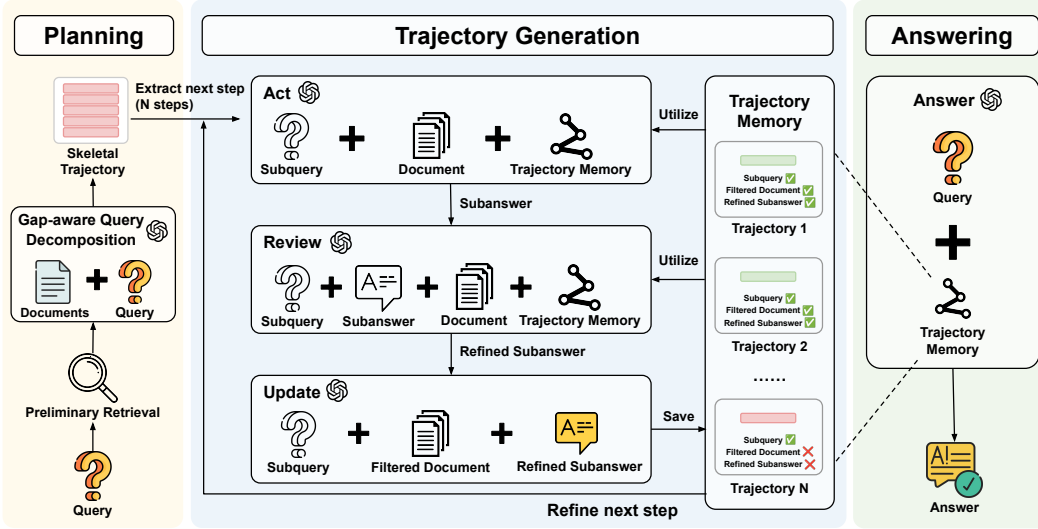 Planning
Skeletal
Trajectory
Gap-aware Query
Decomposition
Documents
Query
Preliminary Retrieval
Query
Extract next step
(N steps)
Trajectory Generation
Act
Subquery
Document
Trajectory Memory
Subanswer
Review
Subquery
Subanswer
Document
Trajectory Memory
Refined Subanswer
Update
Subquery
Filtered Document
Refined Subanswer
A
A
Utilize
Utilize
Save
Refine next step
Trajectory
Memory
Subquery
Filtered Document
Refined Subanswer
Trajectory 1
Subquery
Filtered Document
Refined Subanswer
Trajectory 2
......
Subquery
Filtered Document
Refined Subanswer
Trajectory N
Answering
Answer
Query
Trajectory
Memory
A!
Answer